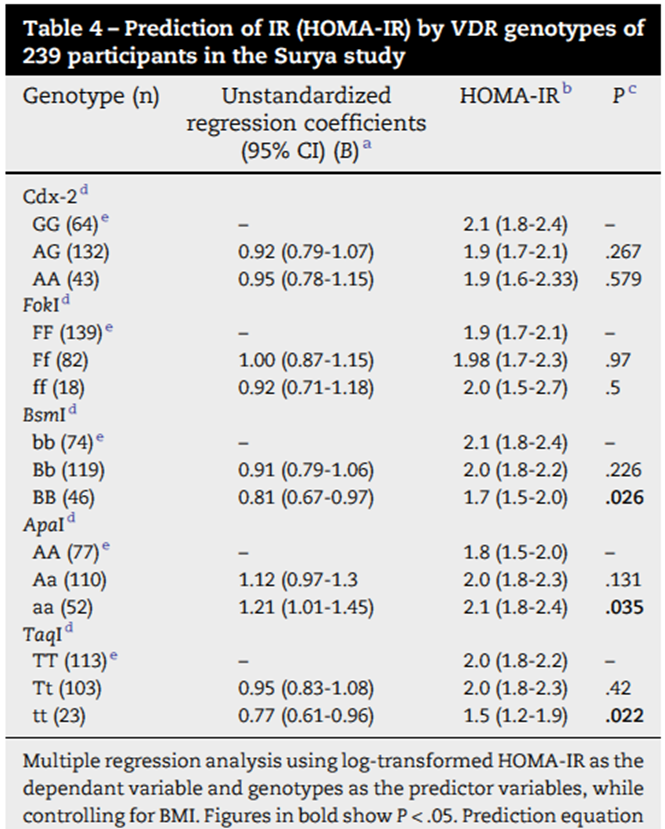 Table 4 – Prediction of IR (HOMA-IR) by VDR genotypes of
239 participants in the Surya study
Genotype (n) Unstandardized regression coefficients (95% CI) (B) a HOMA-IR b P c
Cdx-2 d
GG (64) e – 2.1 (1.8-2.4) –
AG (132) 0.92 (0.79-1.07) 1.9 (1.7-2.1) .267
AA (43) 0.95 (0.78-1.15) 1.9 (1.6-2.33) .579
FokI d
FF (139) e – 1.9 (1.7-2.1) –
Ff (82) 1.00 (0.87-1.15) 1.98 (1.7-2.3) .97
ff (18) 0.92 (0.71-1.18) 2.0 (1.5-2.7) .5
BsmI d
bb (74) e – 2.1 (1.8-2.4) –
Bb (119) 0.91 (0.79-1.06) 2.0 (1.8-2.2) .226
BB (46) 0.81 (0.67-0.97) 1.7 (1.5-2.0) .026
ApaI d
AA (77) e – 1.8 (1.5-2.0) –
Aa (110) 1.12 (0.97-1.3 2.0 (1.8-2.3) .131
aa (52) 1.21 (1.01-1.45) 2.1 (1.8-2.4) .035
TaqI d
TT (113) e – 2.0 (1.8-2.2) –
Tt (103) 0.95 (0.83-1.08) 2.0 (1.8-2.3) .42
tt (23) 0.77 (0.61-0.96) 1.5 (1.2-1.9) .022
Multiple regression analysis using log-transformed HOMA-IR as the
dependant variable and genotypes as the predictor variables, while
controlling for BMI. Figures in bold show P < .05. Prediction equation